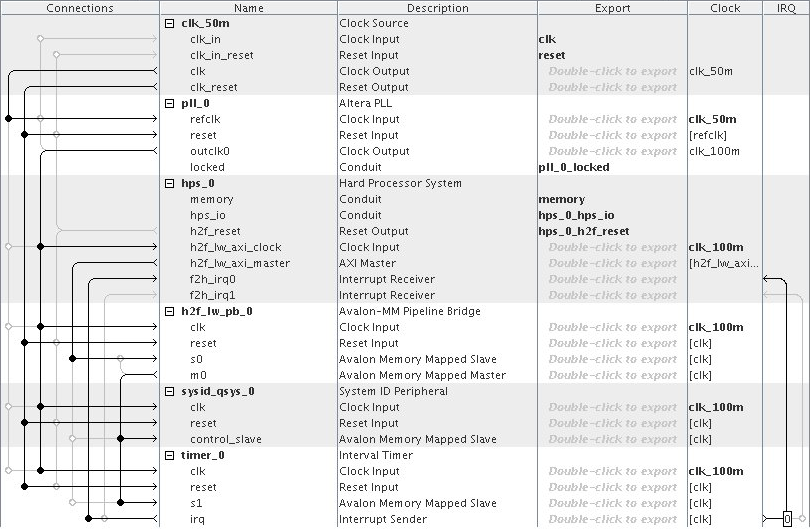 Connections Name Description Export Clock IRQ
clk_50m Clock Source
clk_in Clock Input clk
clk_in_reset Reset Input reset
clk Clock Output Double-click to export clk_50m
clk_reset Reset Output Double-click to export
pll_0 Altera PLL
refclk Clock Input Double-click to export clk_50m
reset Reset Input Double-click to export [refclk]
outclk0 Clock Output Double-click to export clk_100m
locked Conduit pll_0_locked
hps_0 Hard Processor System
memory Conduit memory
hps_io Conduit hps_0_hps_io
h2f_reset Reset Output hps_0_h2f_reset
h2f_lw_axi_clock Clock Input Double-click to export clk_100m
h2f_lw_axi_master AXI Master Double-click to export [h2f_lw_axi...
f2h_irq0 Interrupt Receiver Double-click to export
f2h_irq1 Interrupt Receiver Double-click to export
h2f_lw_pb_0 Avalon-MM Pipeline Bridge
clk Clock Input Double-click to export clk_100m
reset Reset Input Double-click to export [clk]
s0 Avalon Memory Mapped Slave Double-click to export [clk]
m0 Avalon Memory Mapped Master Double-click to export [clk]
sysid_qsys_0 System ID Peripheral
clk Clock Input Double-click to export clk_100m
reset Reset Input Double-click to export [clk]
control_slave Avalon Memory Mapped Slave Double-click to export [clk]
timer_0 Interval Timer
clk Clock Input Double-click to export clk_100m
reset Reset Input Double-click to export [clk]
s1 Avalon Memory Mapped Slave Double-click to export [clk]
irq Interrupt Sender Double-click to export [clk] 0